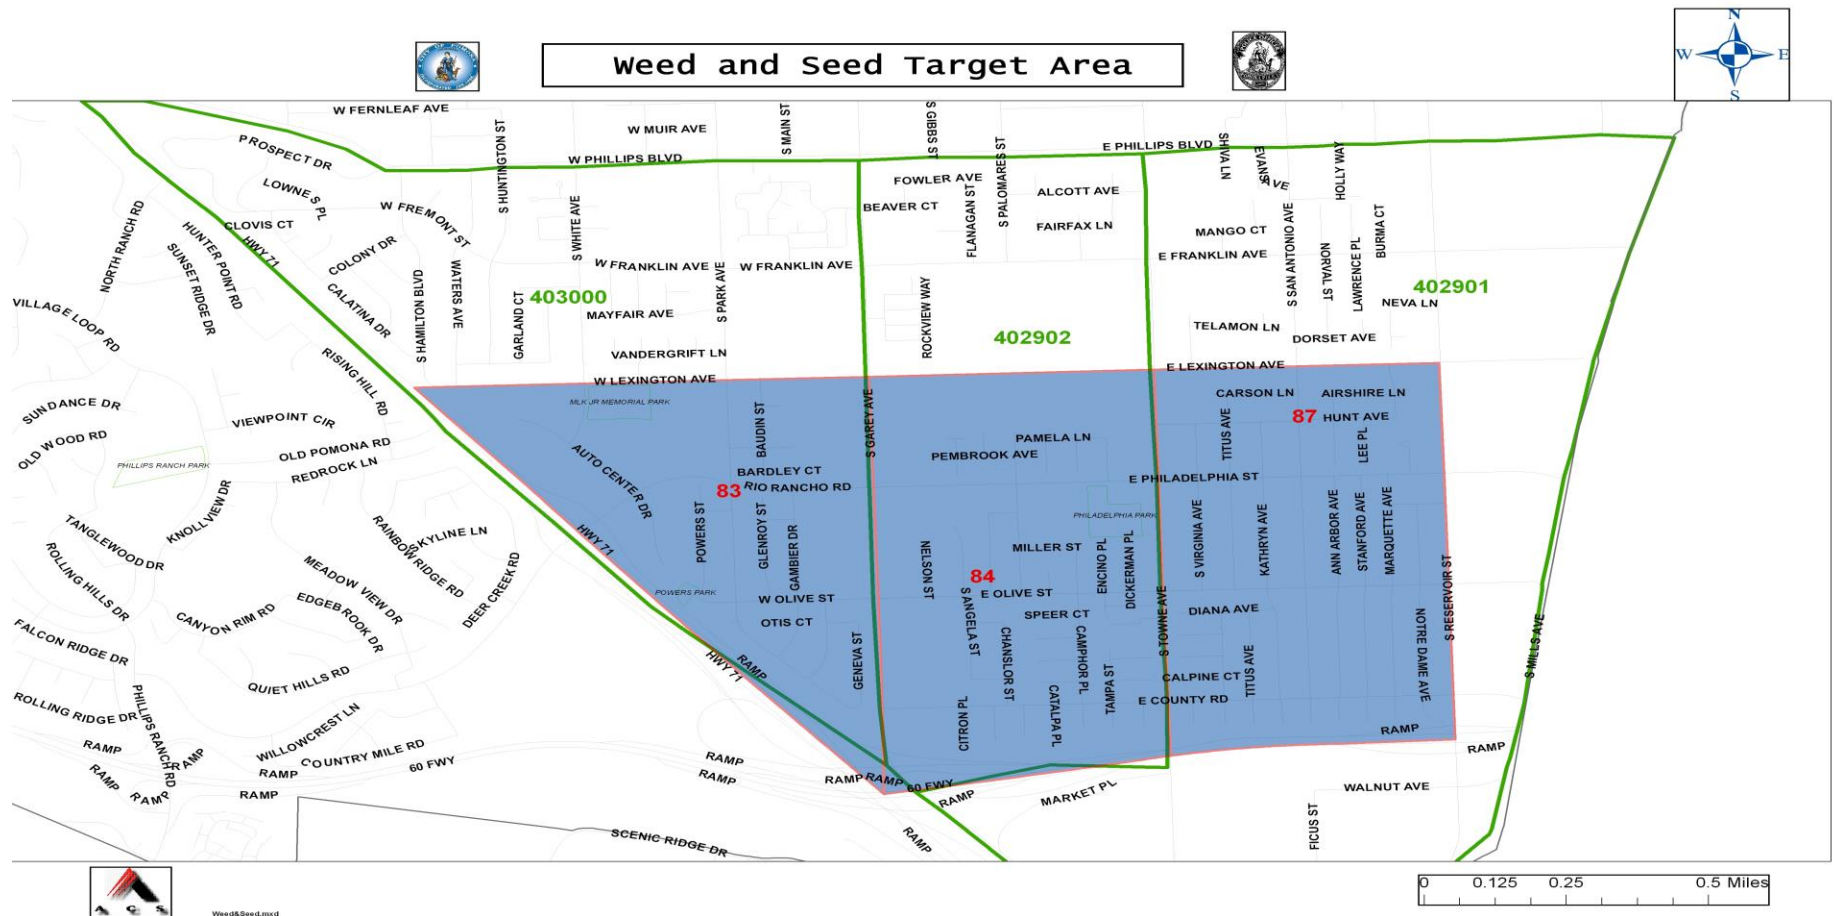 Weed and Seed Target Area
N
W
E
S
W FERNLEAF AVE
W MUIR AVE
S MAIN ST
S GIBBS ST
PROSPECT DR
S HUNTINGTON ST
W PHILLIPS BLVD
S PALOMARES ST
E PHILLIPS BLVD
SHIVA LN
EVANS AVE
HOLLY WAY
LOWNES PL
FOWLER AVE
FLANAGAN ST
ALCOTT AVE
NORTH RANCH RD
CLOVIS CT
W FREMONT ST
S WHITE AVE
BEAVER CT
FAIRFAX LN
MANGO CT
S SAN ANTONIO AVE
BURMA CT
HUNTER POINT RD
HWY 71
SUNSET RIDGE DR
COLONY DR
W FRANKLIN AVE
S PARK AVE
W FRANKLIN AVE
E FRANKLIN AVE
NORVAL ST
LAWRENCE PL
CALATINA DR
S HAMILTON BLVD
WATERS AVE
GARLAND CT
403000
402901
VILLAGE LOOP RD
MAYFAIR AVE
ROCKVIEW WAY
NEVA LN
TELAMON LN
402902
DORSET AVE
RISING HILL RD
VANDERGRIFT LN
E LEXINGTON AVE
W LEXINGTON AVE
SUNDANCE DR
MLK JR MEMORIAL PARK
S GAREY AVE
CARSON LN
AIRSHIRE LN
VIEWPOINT CIR
BAUDIN ST
TITUS AVE
87
HUNT AVE
OLD WOOD RD
OLD POMONA RD
PAMELA LN
LEE PL
PHILLIPS RANCH PARK
REDROCK LN
AUTO CENTER DR
BARDLEY CT
PEMBROOK AVE
83
RIO RANCHO RD
E PHILADELPHIA ST
KNOLL VIEW DR
POWERS ST
GLENROY ST
GAMBIER DR
PHILADELPHIA PARK
S VIRGINIA AVE
KATHRYN AVE
ANN ARBOR AVE
STANFORD AVE
MARQUETTE AVE
TANGLEWOOD DR
RAINBOW RIDGE RD
SKYLINE LN
HWY 71
NELSON ST
MILLER ST
ENCINO PL
DICKERMAN PL
ROLLING HILLS DR
MEADOW VIEW DR
DEER CREEK RD
POWERS PARK
84
W OLIVE ST
S ANGELA ST
E OLIVE ST
S TOWNE AVE
S RESERVOIR ST
CANYON RIM RD
EDGEBROOK DR
OTIS CT
SPEER CT
DIANA AVE
NOTRE DAME AVE
S MILLS AVE
FALCON RIDGE DR
GENEVA ST
CHANSLOR ST
CAMPHOR PL
TAMPA ST
CALPINE CT
TITUS AVE
QUIET HILLS RD
HWY 71
RAMP
E COUNTY RD
ROLLING RIDGE DR
PHILLIPS RANCH RD
WILLOWCREST LN
CITRON PL
CATALPA PL
RAMP
RAMP
RAMP
COUNTRY MILE RD
60 FWY
RAMP
RAMP
RAMP
RAMP
RAMP
RAMP
RAMP
RAMP
RAMP
60 FWY
RAMP
MARKET PL
WALNUT AVE
RAMP
RAMP
SCENIC RIDGE DR
RAMP
FICUS ST
A G S
Weed&Seed.mxd
0 0.125 0.25 0.5 Miles